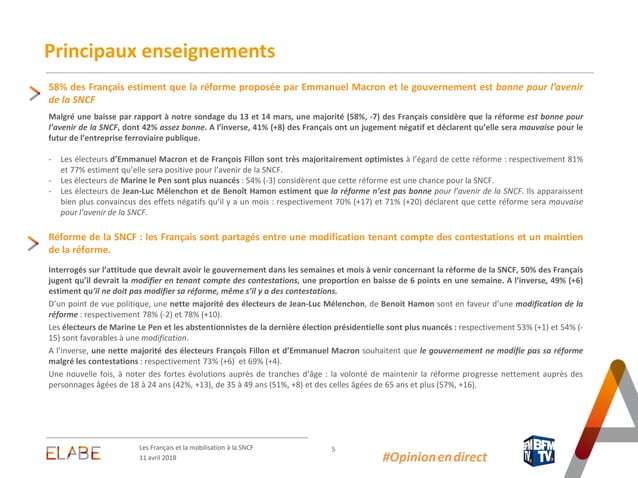 Principaux enseignements
58% des Français estiment que la réforme proposée par Emmanuel Macron et le gouvernement est bonne pour l’avenir
de la SNCF
Malgré une baisse par rapport à notre sondage du 13 et 14 mars, une majorité (58%, -7) des Français considère que la réforme est bonne pour
l’avenir de la SNCF, dont 42% assez bonne. A l’inverse, 41% (+8) des Français ont un jugement négatif et déclarent qu’elle sera mauvaise pour le
futur de l’entreprise ferroviaire publique.
- Les électeurs d’Emmanuel Macron et de François Fillon sont très majoritairement optimistes à l’égard de cette réforme : respectivement 81%
et 77% estiment qu’elle sera positive pour l’avenir de la SNCF.
- Les électeurs de Marine le Pen sont plus nuancés : 54% (-3) considèrent que cette réforme est une chance pour la SNCF.
- Les électeurs de Jean-Luc Mélenchon et de Benoît Hamon estiment que la réforme n’est pas bonne pour l’avenir de la SNCF. Ils apparaissent
bien plus convaincus des effets négatifs qu’il y a un mois : respectivement 70% (+17) et 71% (+20) déclarent que cette réforme sera mauvaise
pour l’avenir de la SNCF.
Réforme de la SNCF : les Français sont partagés entre une modification tenant compte des contestations et un maintien
de la réforme.
Interrogés sur l’attitude que devrait avoir le gouvernement dans les semaines et mois à venir concernant la réforme de la SNCF, 50% des Français
jugent qu’il devrait la modifier en tenant compte des contestations, une proportion en baisse de 6 points en une semaine. A l’inverse, 49% (+6)
estiment qu’il ne doit pas modifier sa réforme, même s’il y a des contestations.
D’un point de vue politique, une nette majorité des électeurs de Jean-Luc Mélenchon, de Benoit Hamon sont en faveur d’une modification de la
réforme : respectivement 78% (-2) et 78% (+10).
Les électeurs de Marine Le Pen et les abstentionnistes de la dernière élection présidentielle sont plus nuancés : respectivement 53% (+1) et 54% (-
15) sont favorables à une modification.
A l’inverse, une nette majorité des électeurs François Fillon et d’Emmanuel Macron souhaitent que le gouvernement ne modifie pas sa réforme
malgré les contestations : respectivement 73% (+6) et 69% (+4).
Une nouvelle fois, à noter des fortes évolutions auprès de tranches d’âge : la volonté de maintenir la réforme progresse nettement auprès des
personnages âgées de 18 à 24 ans (42%, +13), de 35 à 49 ans (51%, +8) et des celles âgées de 65 ans et plus (57%, +16).
ELABE
Les Français et la mobilisation à la SNCF
11 avril 2018
5
#Opinion en direct
BFM
TV.